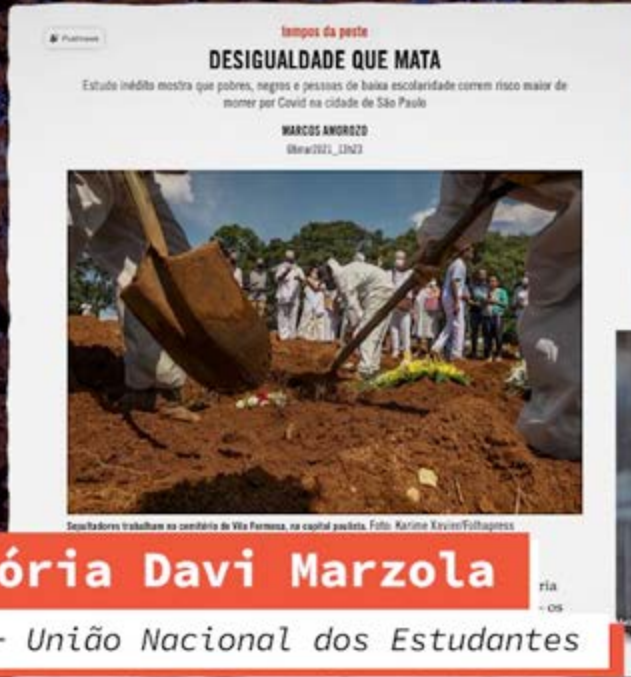 tempos da peste
DESIGUALDADE QUE MATA
Estudo inédito mostra que pobres, negros e pessoas de baixa escolaridade correm risco maior de
morrer por Covid na cidade de São Paulo
MARCOS AMOROZO
Sepultadores trabalham no cemitério de Vila Formosa, na capital paulista. Foto: Karime Xavier/Folhapress
ória Davi Marzola
ria
- União Nacional dos Estudantes
os